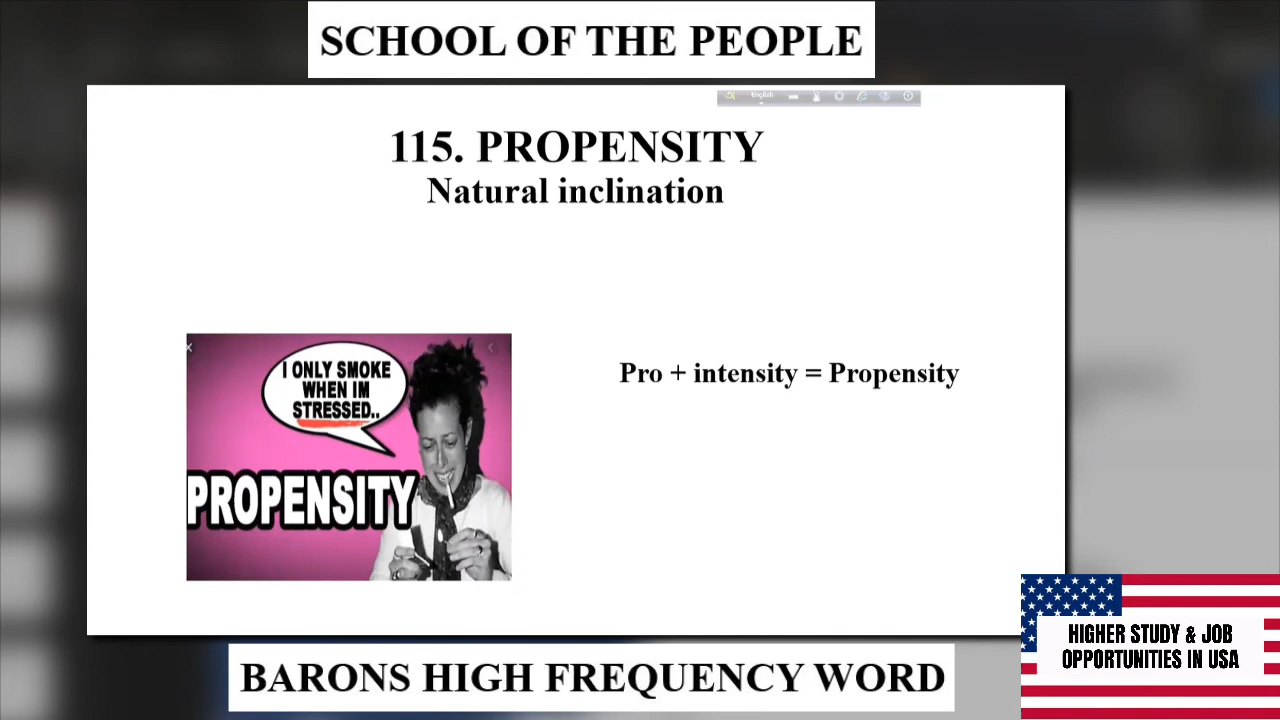 SCHOOL OF THE PEOPLE
English
115. PROPENSITY
Natural inclination
I ONLY SMOKE
WHEN IM
STRESSED..
PROPENSITY
Pro + intensity = Propensity
HIGHER STUDY & JOB
OPPORTUNITIES IN USA
BARONS HIGH FREQUENCY WORD